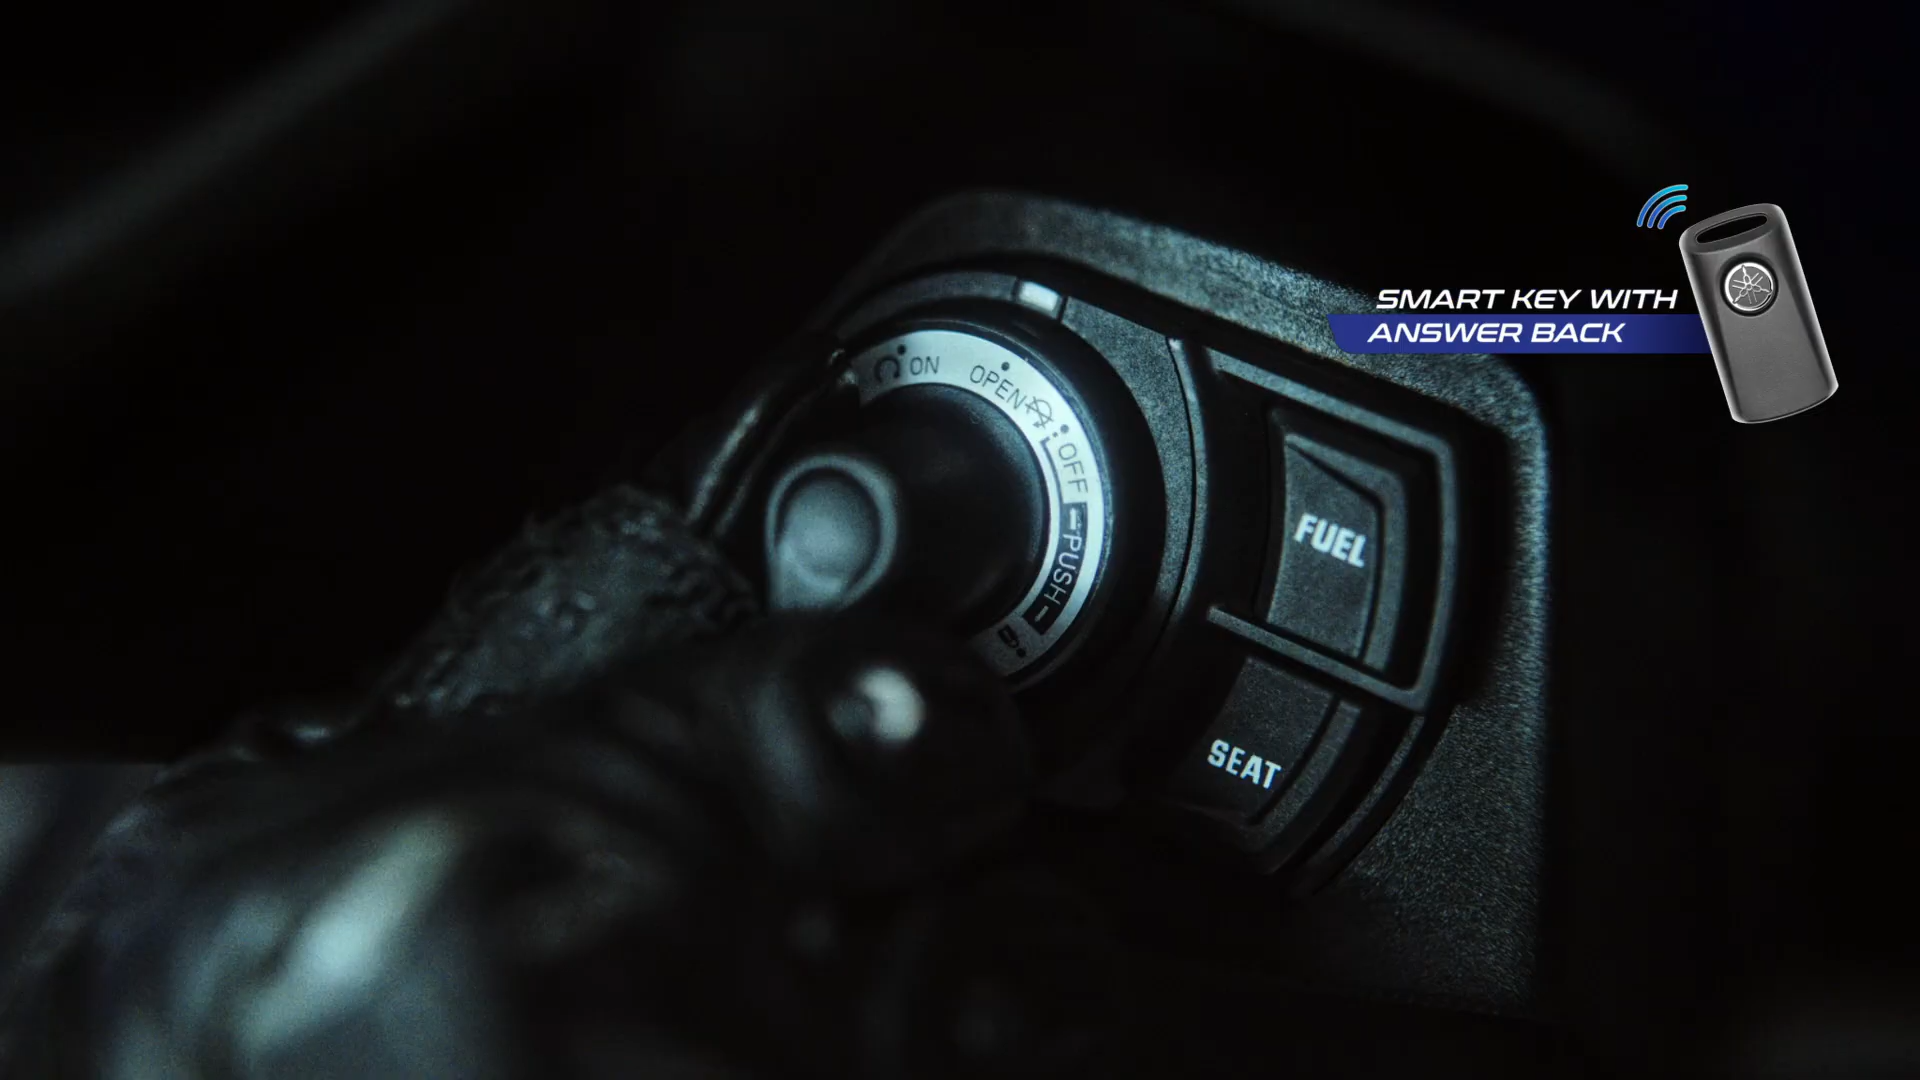 SMART KEY WITH
ANSWER BACK
ON
OPEN
OFF
PUSH
FUEL
SEAT